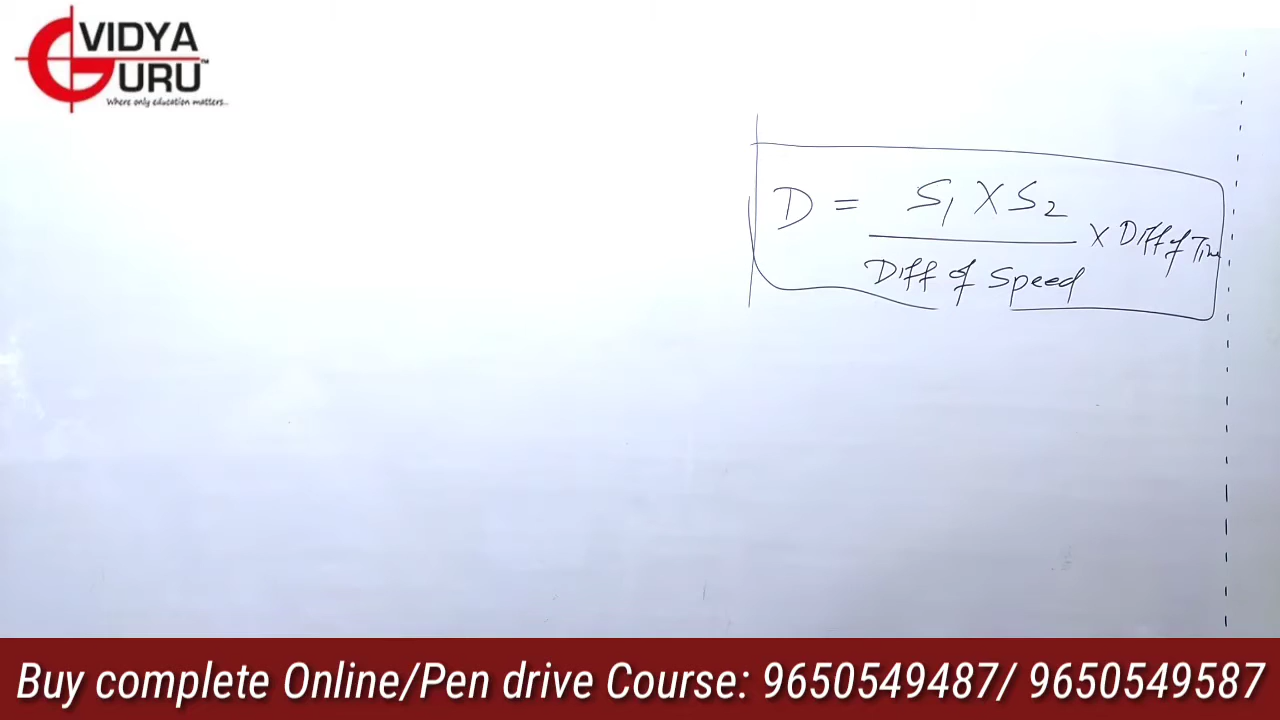 VIDYA
GURU™
Where only education matters...
D = S1 X S2
Diff of Speed
X Diff of Time
Buy complete Online/Pen drive Course: 9650549487/ 9650549587